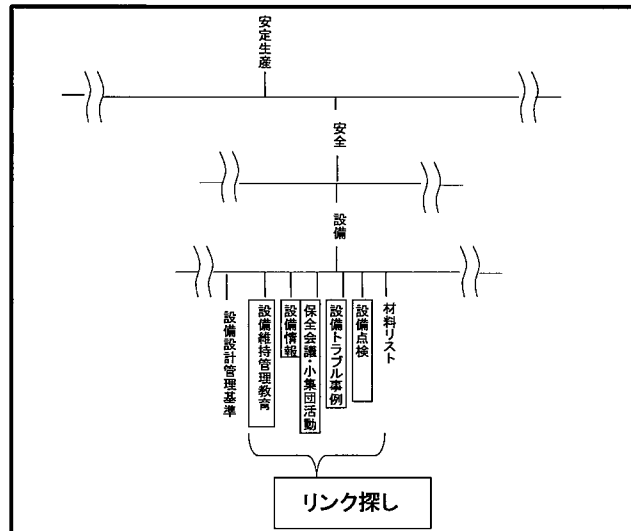 安定生産
安全
設備
設備設計管理基準
設備維持管理教育
設備情報
保全会議・小集団活動
設備トラブル事例
設備点検
材料リスト
リンク探し